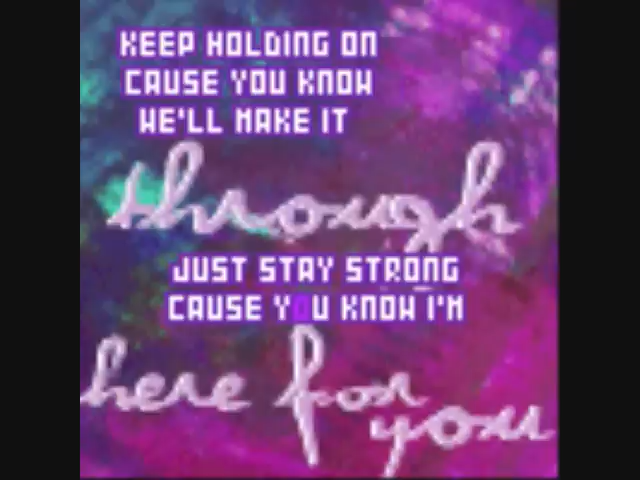 KEEP HOLDING ON
CAUSE YOU KNOW
WE'LL MAKE IT
through
JUST STAY STRONG
CAUSE YOU KNOW I'M
here for
you